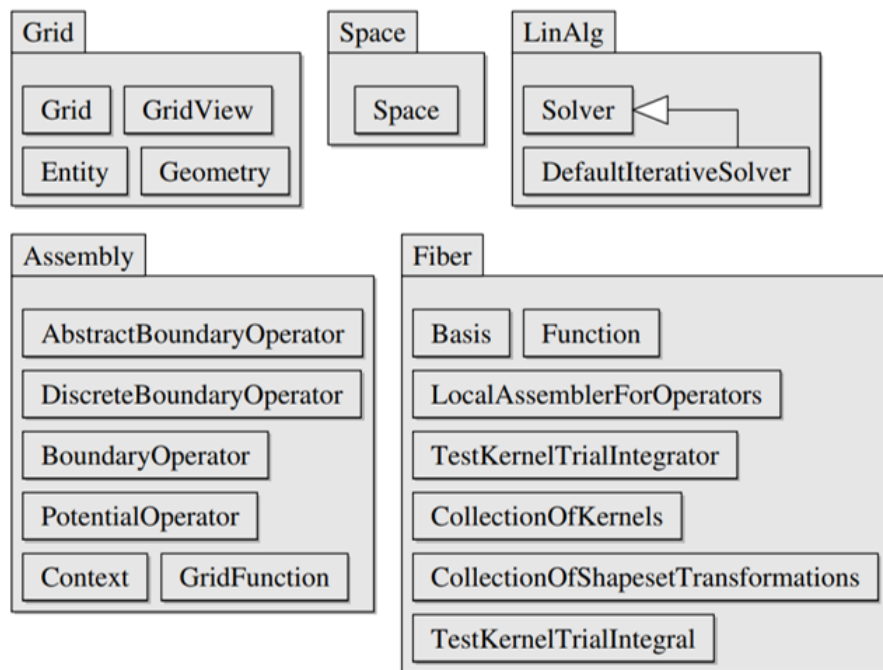 Grid
Space
LinAlg
Grid GridView
Space
Solver
Entity Geometry
DefaultIterativeSolver
Assembly
Fiber
AbstractBoundaryOperator
DiscreteBoundaryOperator
BoundaryOperator
PotentialOperator
Context GridFunction
Basis Function
LocalAssemblerForOperators
TestKernelTrialIntegrator
CollectionOfKernels
CollectionOfShapesetTransformations
TestKernelTrialIntegral